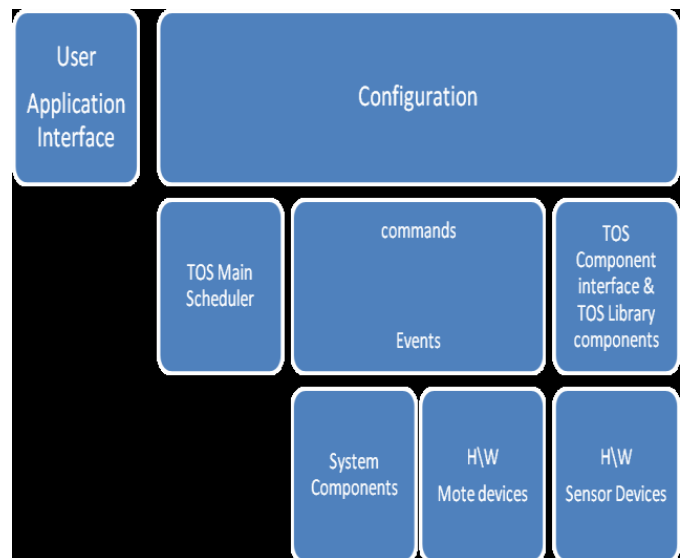 User
Application
Interface
Configuration
TOS Main
Scheduler
commands
Events
TOS
Component
interface &
TOS Library
components
System
Components
H\W
Mote devices
H\W
Sensor Devices